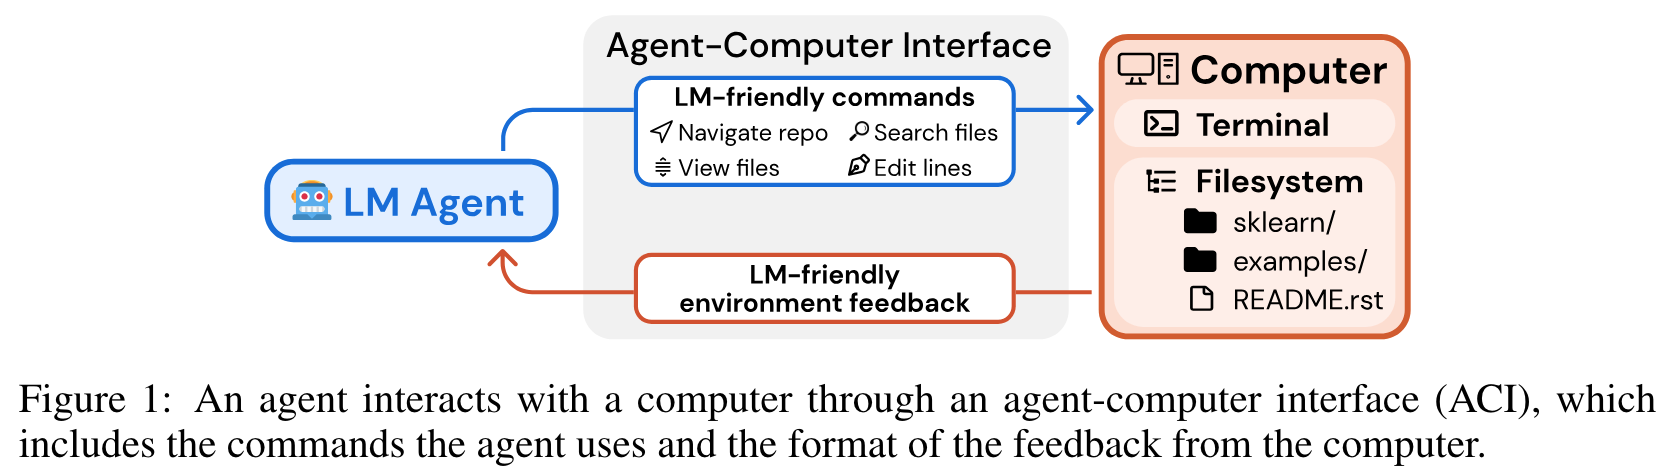 Agent-Computer Interface
LM-friendly commands
Navigate repo
Search files
View files
Edit lines
LM Agent
LM-friendly
environment feedback
Computer
Terminal
Filesystem
sklearn/
examples/
README.rst
Figure 1: An agent interacts with a computer through an agent-computer interface (ACI), which
includes the commands the agent uses and the format of the feedback from the computer.